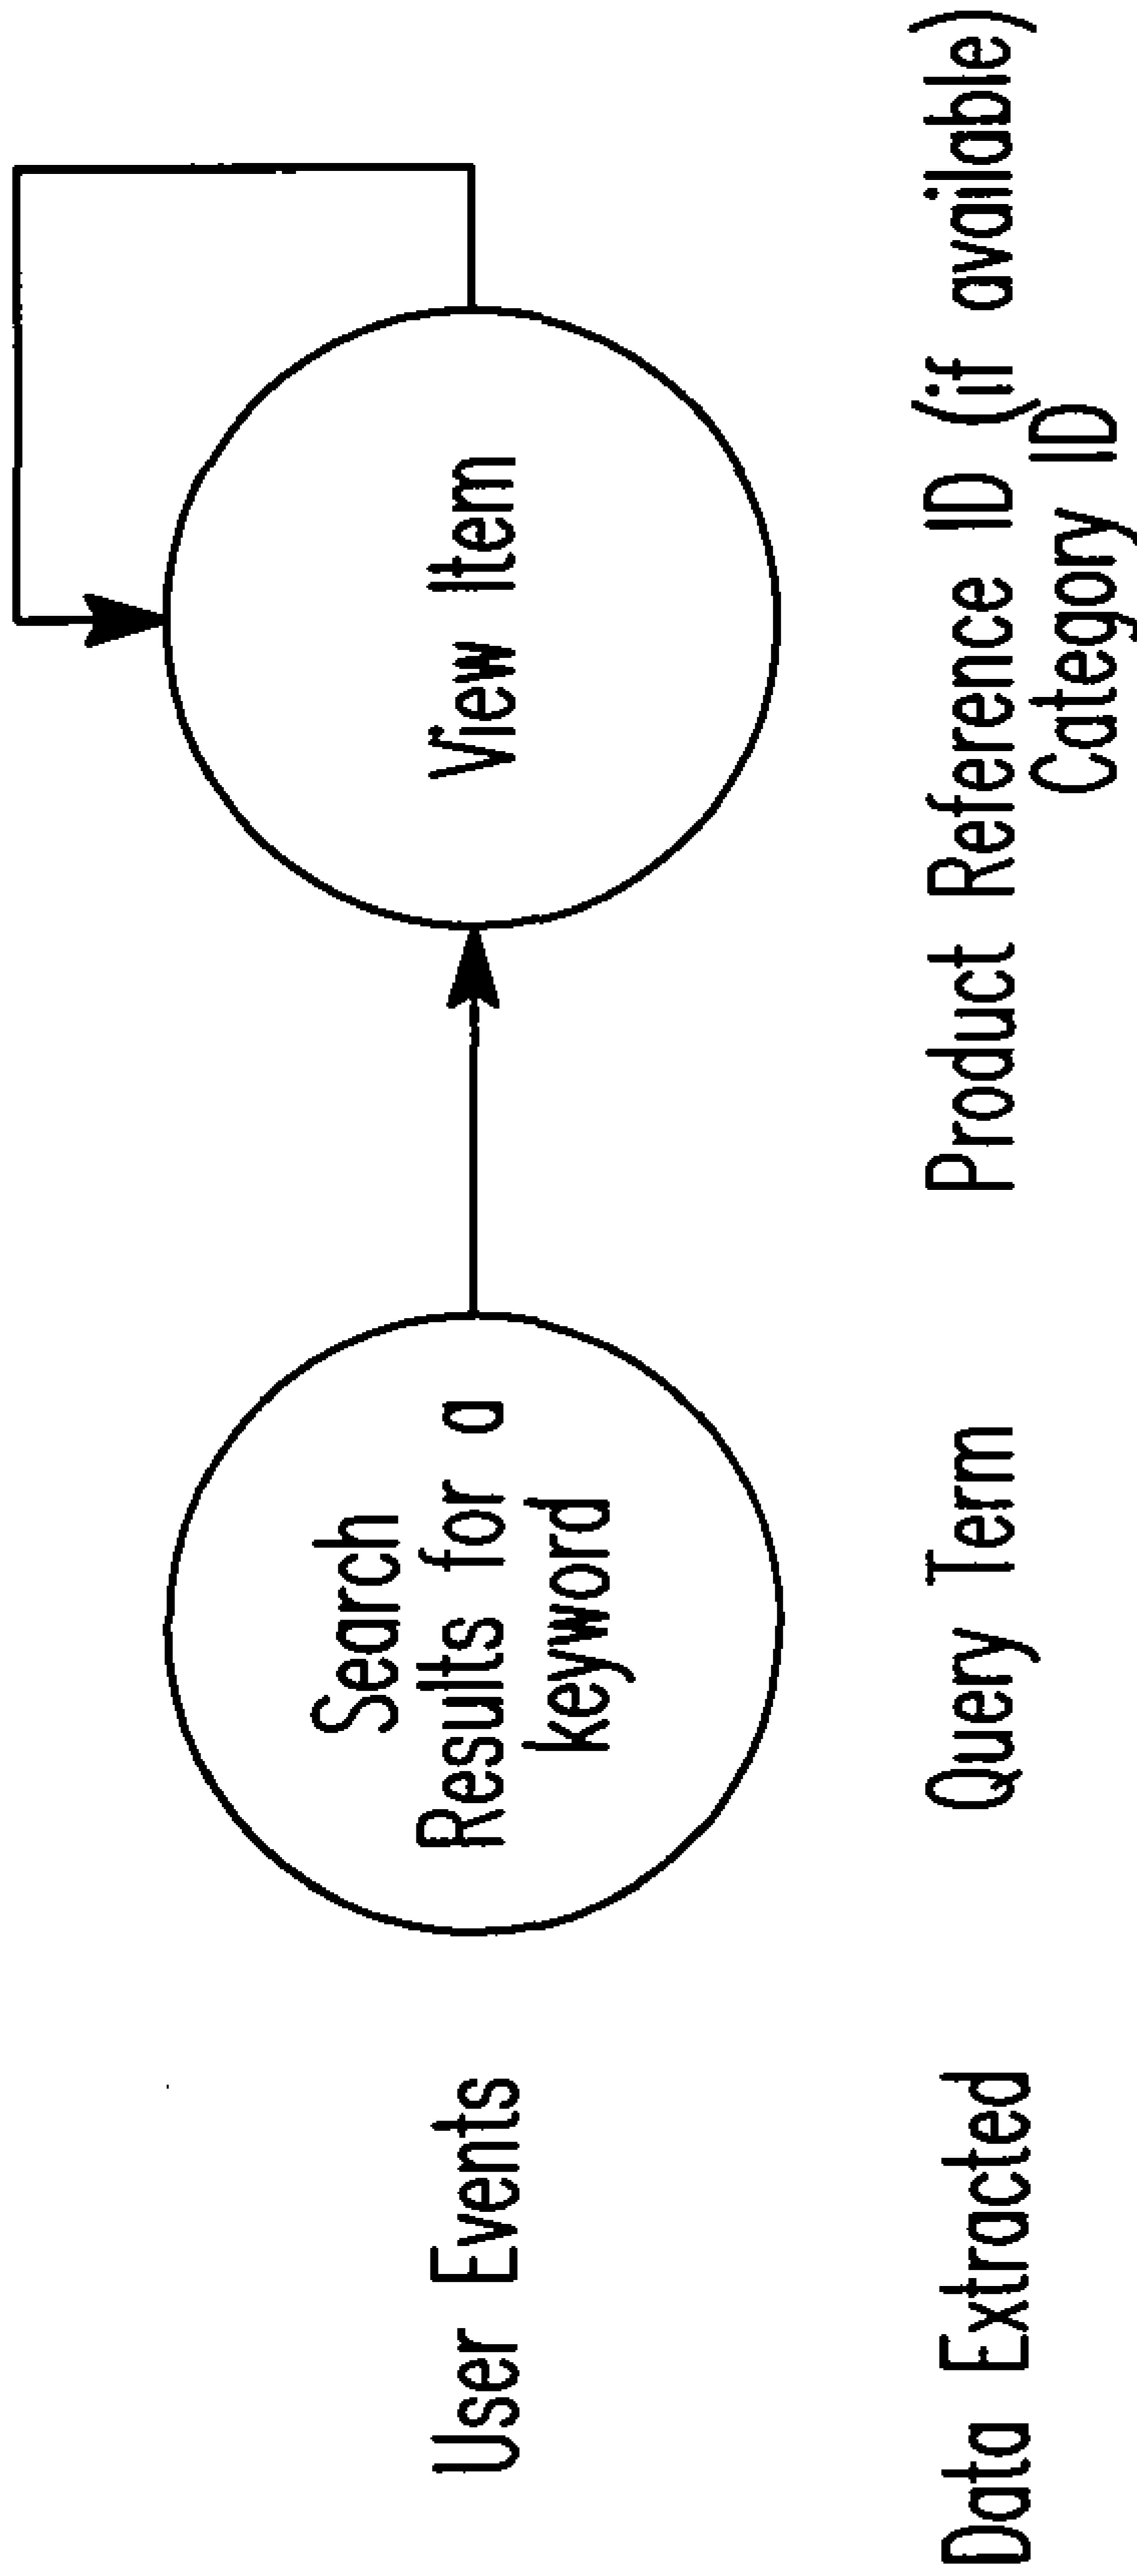 User Events
Search
Results for a
keyword
View Item
Data Extracted
Query Term
Product Reference ID (if available)
Category ID